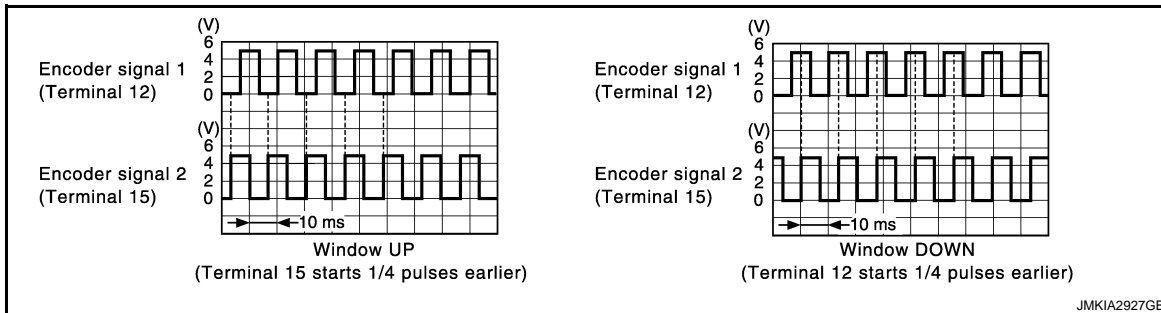 (V)
6
4
2
0
Encoder signal 1
(Terminal 12)
(V)
6
4
2
0
Encoder signal 2
(Terminal 15)
10 ms
Window UP
(Terminal 15 starts 1/4 pulses earlier)
(V)
6
4
2
0
Encoder signal 1
(Terminal 12)
(V)
6
4
2
0
Encoder signal 2
(Terminal 15)
10 ms
Window DOWN
(Terminal 12 starts 1/4 pulses earlier)
JMKIA2927GB